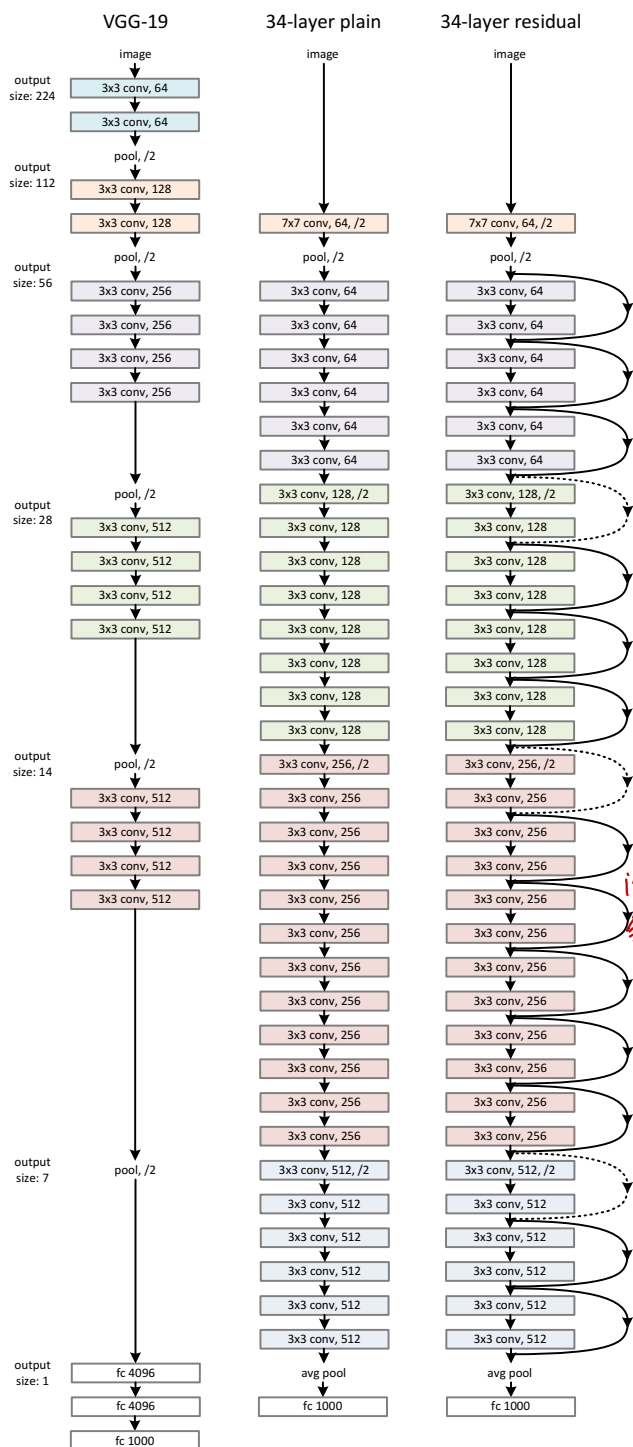 VGG-19
34-layer plain
34-layer residual
output
size: 224
output
size: 112
output
size: 56
output
size: 28
output
size: 14
output
size: 7
output
size: 1
image
3x3 conv, 64
3x3 conv, 64
pool, /2
3x3 conv, 128
3x3 conv, 128
pool, /2
3x3 conv, 256
3x3 conv, 256
3x3 conv, 256
3x3 conv, 256
pool, /2
3x3 conv, 512
3x3 conv, 512
3x3 conv, 512
3x3 conv, 512
pool, /2
3x3 conv, 512
3x3 conv, 512
3x3 conv, 512
3x3 conv, 512
pool, /2
fc 4096
fc 4096
fc 1000
image
7x7 conv, 64, /2
pool, /2
3x3 conv, 64
3x3 conv, 64
3x3 conv, 64
3x3 conv, 64
3x3 conv, 64
3x3 conv, 64
3x3 conv, 128, /2
3x3 conv, 128
3x3 conv, 128
3x3 conv, 128
3x3 conv, 128
3x3 conv, 128
3x3 conv, 128
3x3 conv, 128
3x3 conv, 256, /2
3x3 conv, 256
3x3 conv, 256
3x3 conv, 256
3x3 conv, 256
3x3 conv, 256
3x3 conv, 256
3x3 conv, 256
3x3 conv, 256
3x3 conv, 256
3x3 conv, 256
3x3 conv, 256
3x3 conv, 512, /2
3x3 conv, 512
3x3 conv, 512
3x3 conv, 512
3x3 conv, 512
3x3 conv, 512
avg pool
fc 1000
image
7x7 conv, 64, /2
pool, /2
3x3 conv, 64
3x3 conv, 64
3x3 conv, 64
3x3 conv, 64
3x3 conv, 64
3x3 conv, 64
3x3 conv, 128, /2
3x3 conv, 128
3x3 conv, 128
3x3 conv, 128
3x3 conv, 128
3x3 conv, 128
3x3 conv, 128
3x3 conv, 128
3x3 conv, 256, /2
3x3 conv, 256
3x3 conv, 256
3x3 conv, 256
3x3 conv, 256
3x3 conv, 256
3x3 conv, 256
3x3 conv, 256
3x3 conv, 256
3x3 conv, 256
3x3 conv, 256
3x3 conv, 256
3x3 conv, 512, /2
3x3 conv, 512
3x3 conv, 512
3x3 conv, 512
3x3 conv, 512
3x3 conv, 512
avg pool
fc 1000